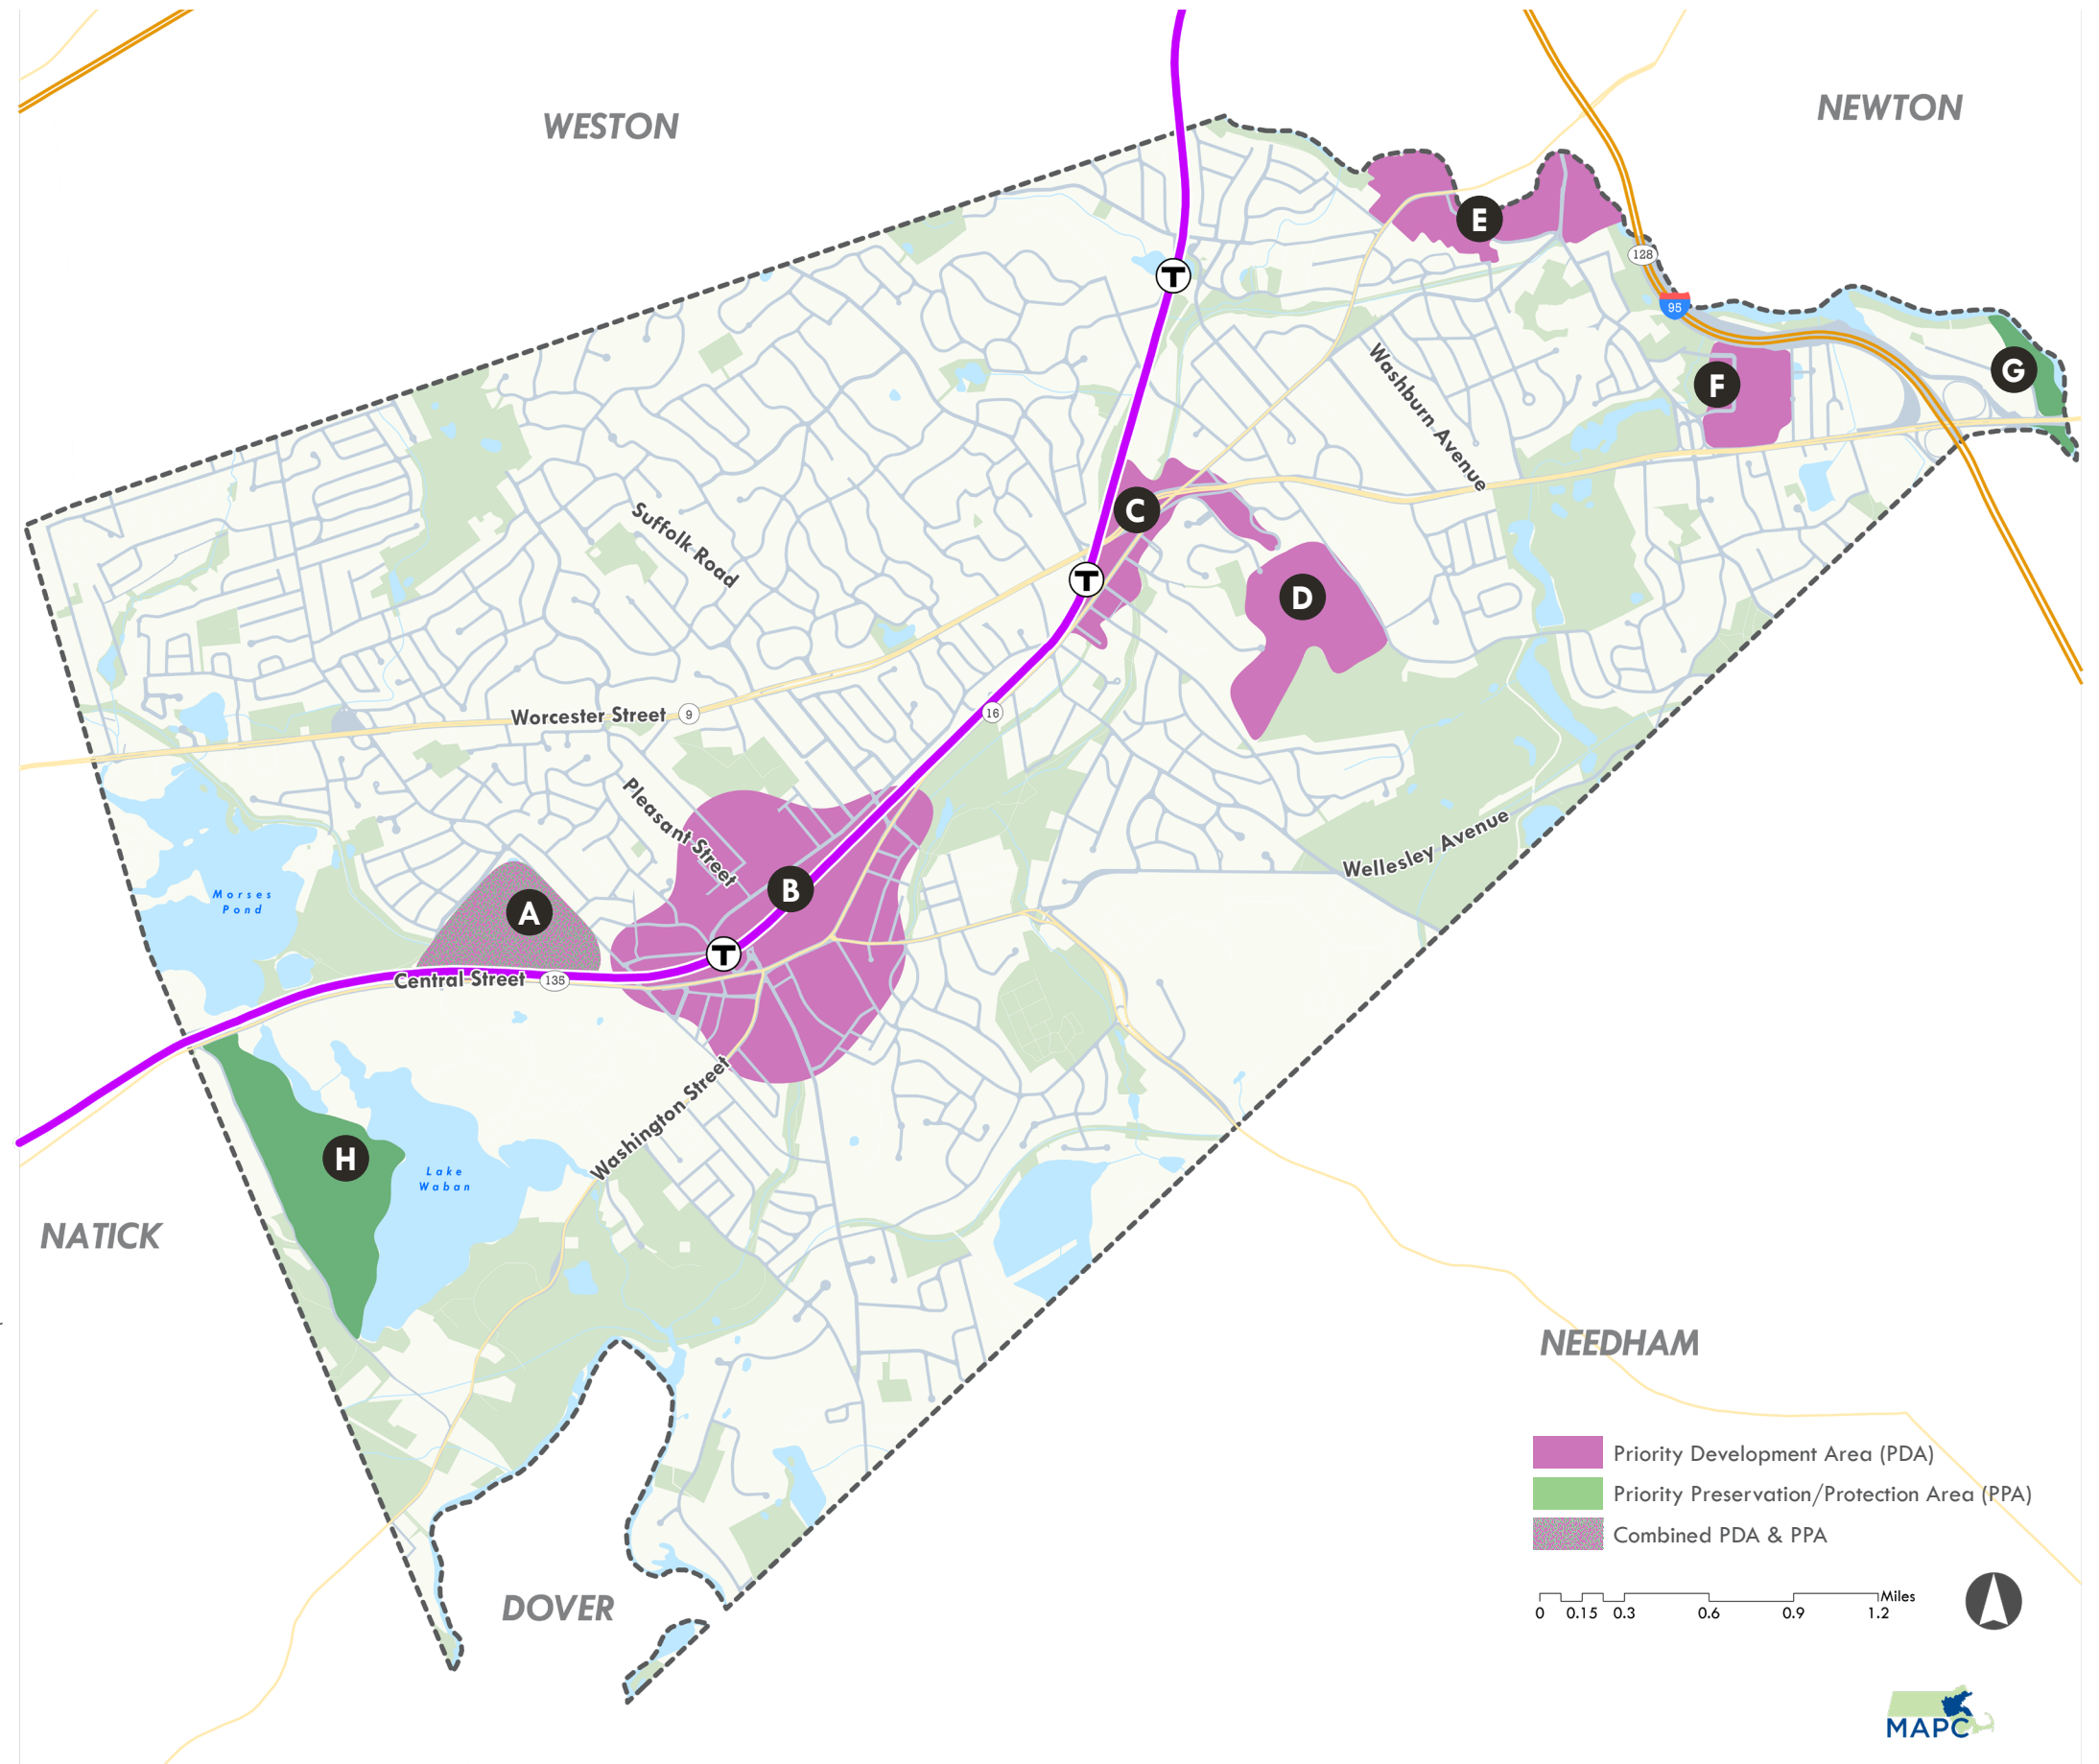 WESTON
NEWTON
E
128
T
95
G
F
Washburn Avenue
C
Suffolk Road
T
D
Worcester Street
9
16
Pleasant Street
Wellesley Avenue
B
Morses
Pond
A
T
Central Street
135
Washington Street
H
Lake
Waban
NATICK
NEEDHAM
Priority Development Area (PDA)
Priority Preservation/Protection Area (PPA)
Combined PDA & PPA
DOVER
Miles
0 0.15 0.3 0.6 0.9 1.2
MAPC